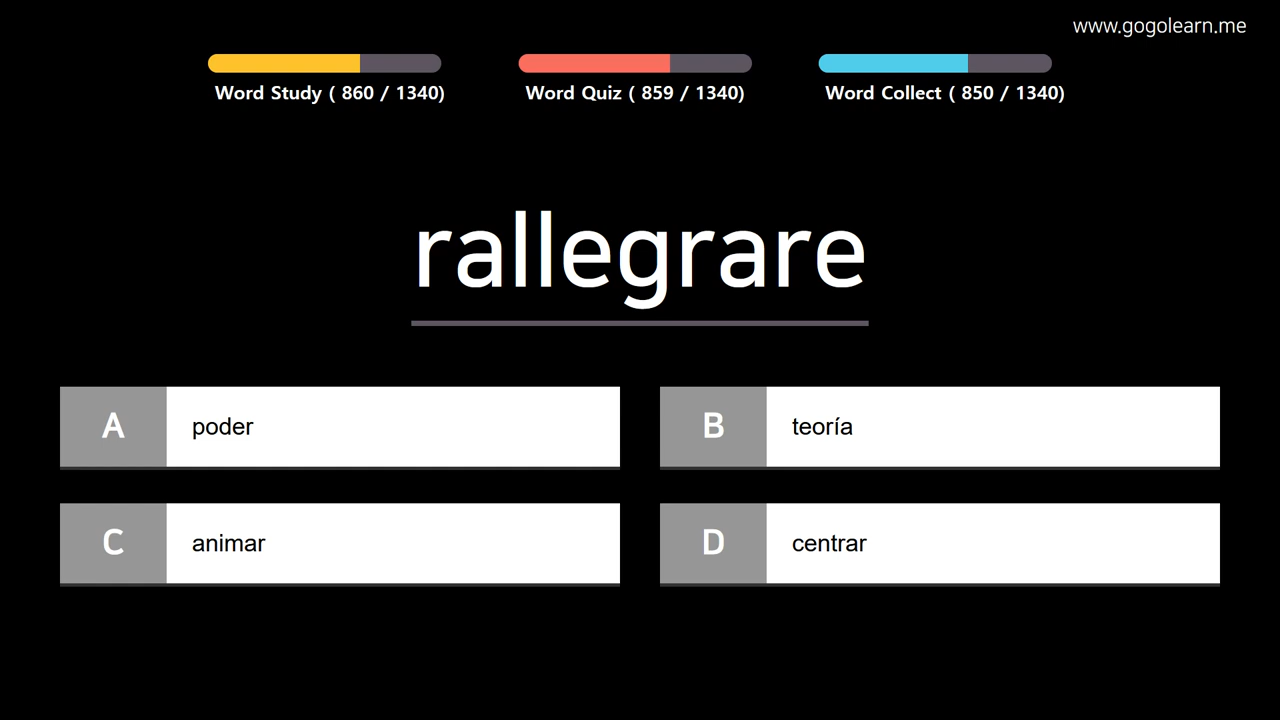 www.gogolearn.me
Word Study ( 860 / 1340)
Word Quiz ( 859 / 1340)
Word Collect ( 850 / 1340)
rallegrare
A poder
B teoría
C animar
D centrar